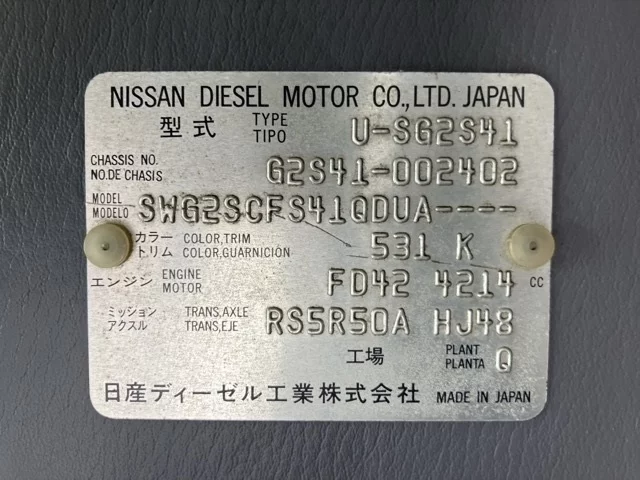 NISSAN DIESEL MOTOR CO.,LTD. JAPAN
型式 TYPE TIPO U-SG2S41
CHASSIS NO. NO.DE CHASIS G2S41-002402
MODEL MODELO SWG2SCFS41QDUA----
カラー トリム COLOR,TRIM COLOR,GUARNICIÓN 531 K
エンジン ENGINE MOTOR FD42 4214 CC
ミッション アクスル TRANS,AXLE TRANS,EJE RS5R50A HJ48
工場 PLANT PLANTA Q
日産ディーゼル工業株式会社 MADE IN JAPAN